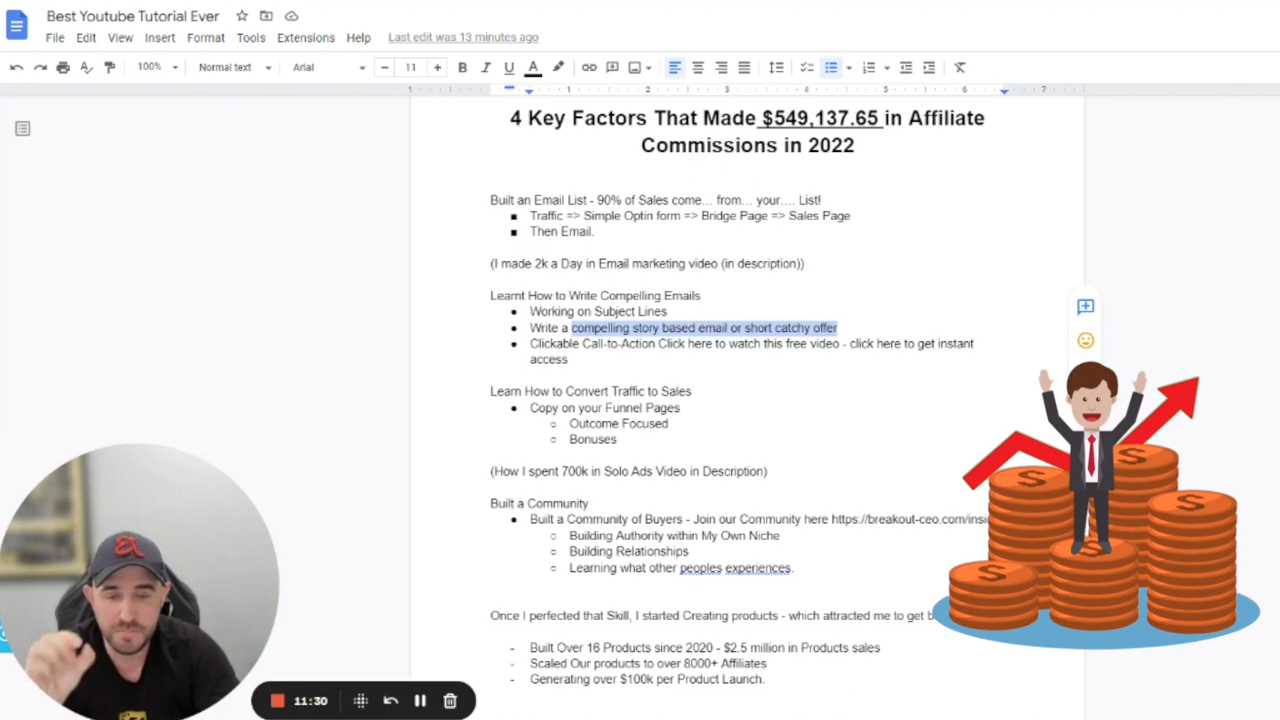 Best Youtube Tutorial Ever
File Edit View Insert Format Tools Extensions Help Last edit was 13 minutes ago
100% Normal text Arial 11 B I U A
1 1 2 3 4 5 6 7
4 Key Factors That Made $549,137.65 in Affiliate
Commissions in 2022
Built an Email List - 90% of Sales come... from... your.... List!
Traffic => Simple Optin form => Bridge Page => Sales Page
Then Email.
(I made 2k a Day in Email marketing video (in description))
Learnt How to Write Compelling Emails
Working on Subject Lines
Write a compelling story based email or short catchy offer
Clickable Call-to-Action Click here to watch this free video - click here to get instant
access
Learn How to Convert Traffic to Sales
Copy on your Funnel Pages
Outcome Focused
Bonuses
(How I spent 700k in Solo Ads Video in Description)
Built a Community
Built a Community of Buyers - Join our Community here https://breakout-ceo.com/insi
Building Authority within My Own Niche
Building Relationships
Learning what other peoples experiences.
Once I perfected that Skill, I started Creating products - which attracted me to get b
- Built Over 16 Products since 2020 - $2.5 million in Products sales
- Scaled Our products to over 8000+ Affiliates
- Generating over $100k per Product Launch.
S
S
S
S
S
a
11:30